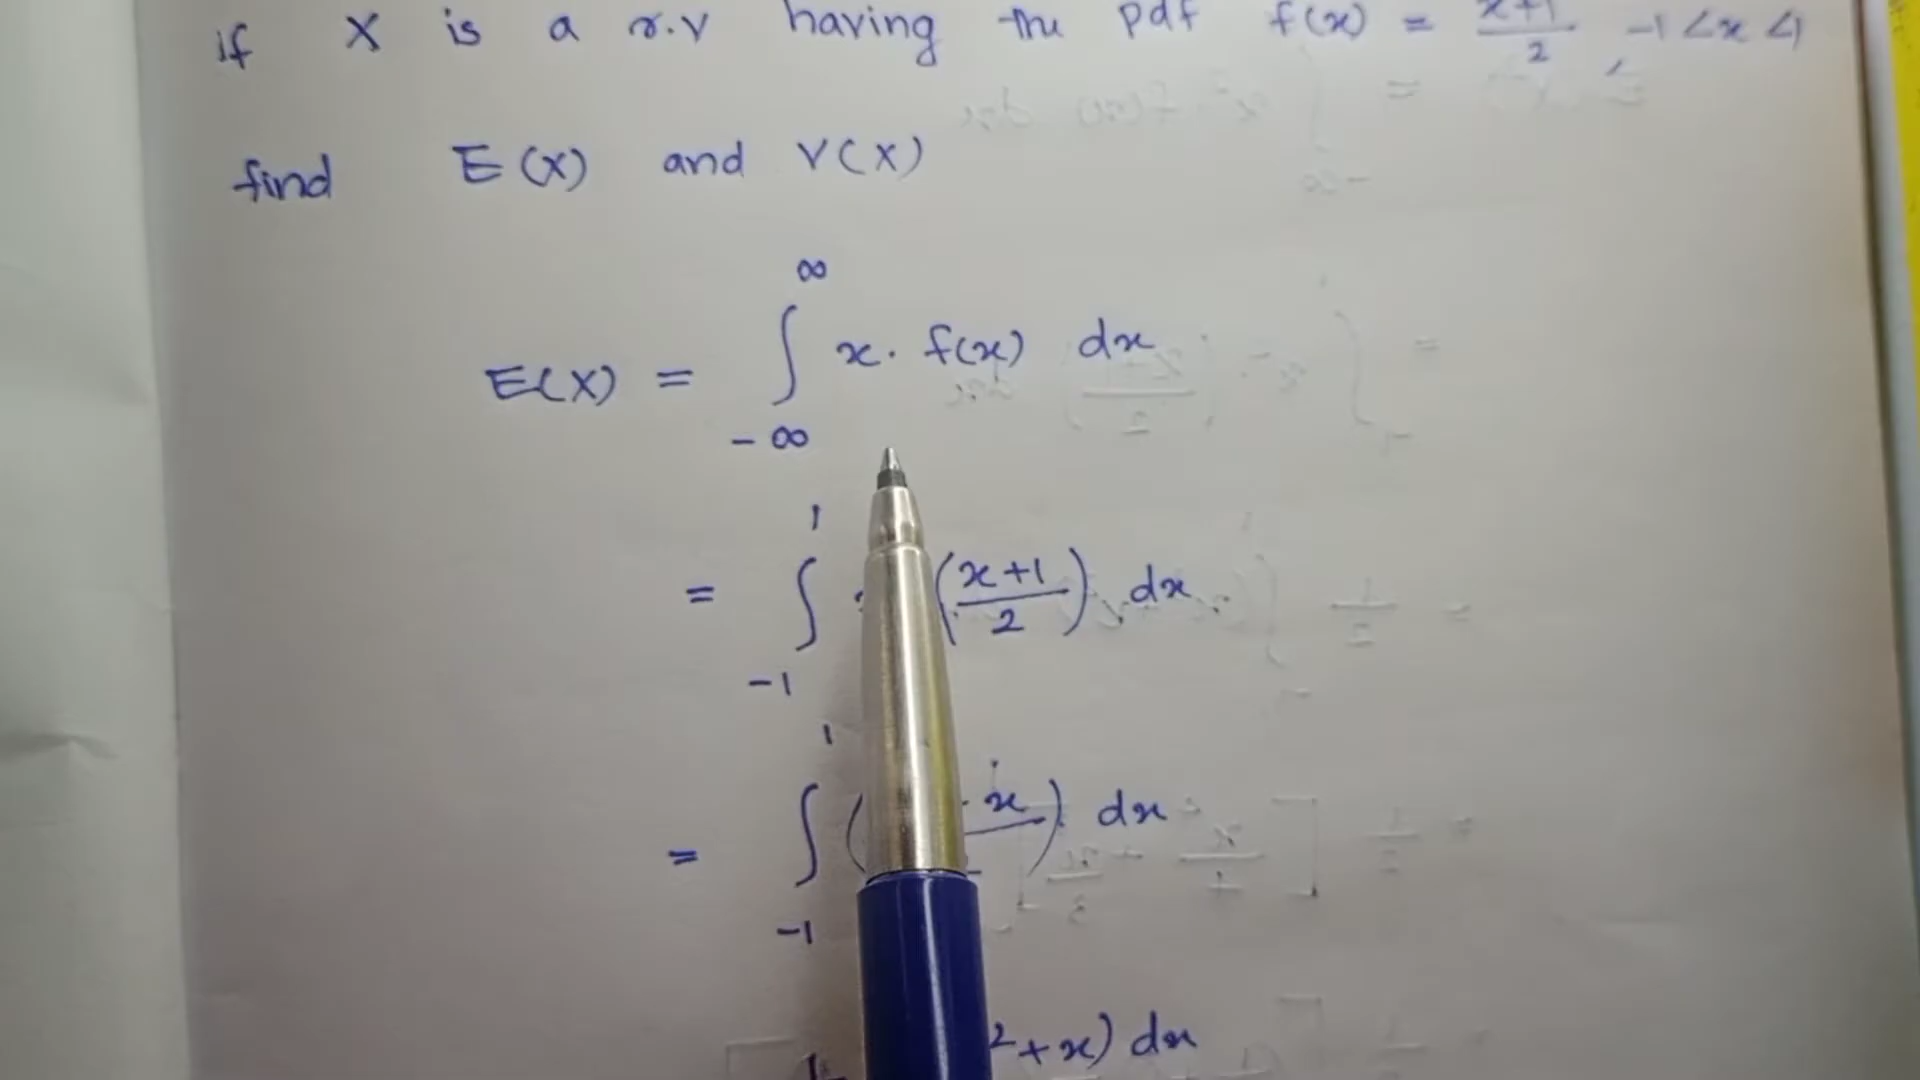 if X is a r.v having the pdf f(x) = x+1/2, -1<x<1
find E(X) and V(X)
E(X) = ∫_{-∞}^{∞} x. f(x) dx
= ∫_{-1}^{1} (x+1/2) dx
= ∫_{-1}^{1} ( x) dx
2+x) dx